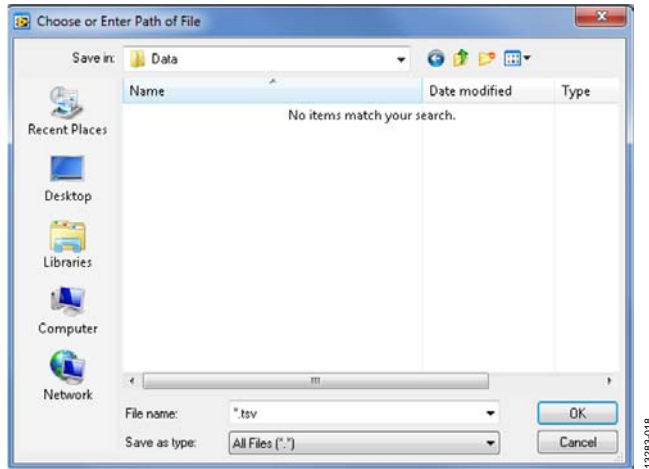 Choose or Enter Path of File
Save in:
Data
Name
Date modified
Type
No items match your search.
Recent Places
Desktop
Libraries
Computer
Network
File name:
*.tsv
OK
Save as type:
All Files (*.*)
Cancel
13283-018